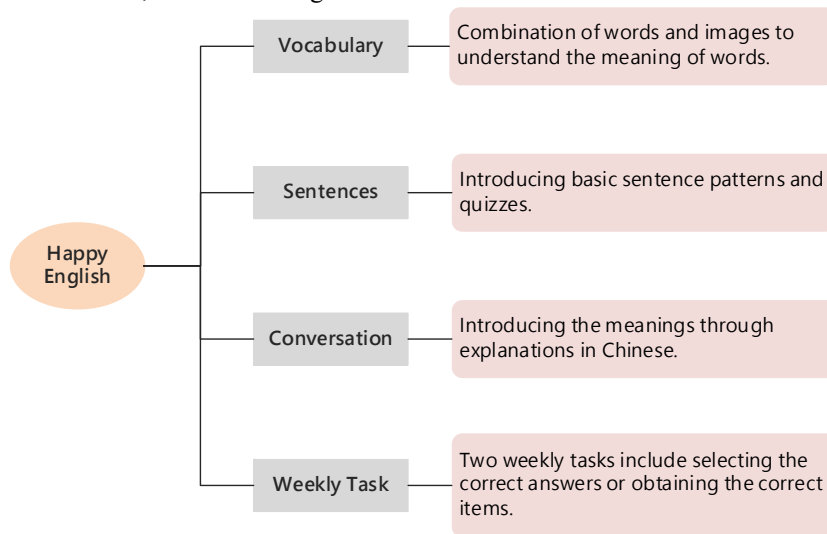 Vocabulary
Combination of words and images to
understand the meaning of words.
Sentences
Introducing basic sentence patterns and
quizzes.
Happy
English
Conversation
Introducing the meanings through
explanations in Chinese.
Weekly Task
Two weekly tasks include selecting the
correct answers or obtaining the correct
items.